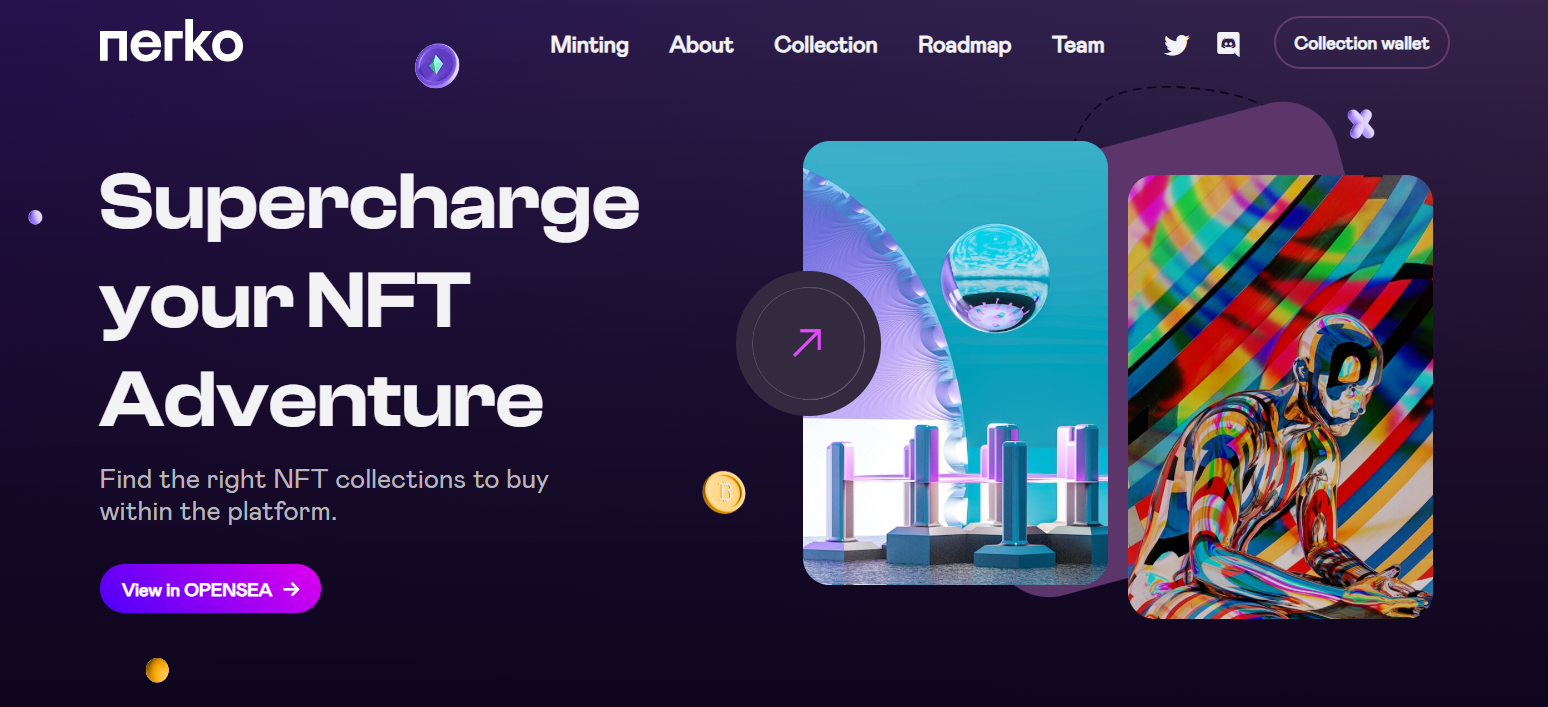 nerko
Minting About Collection Roadmap Team Collection wallet
Supercharge
your NFT
Adventure
Find the right NFT collections to buy
within the platform.
View in OPENSEA